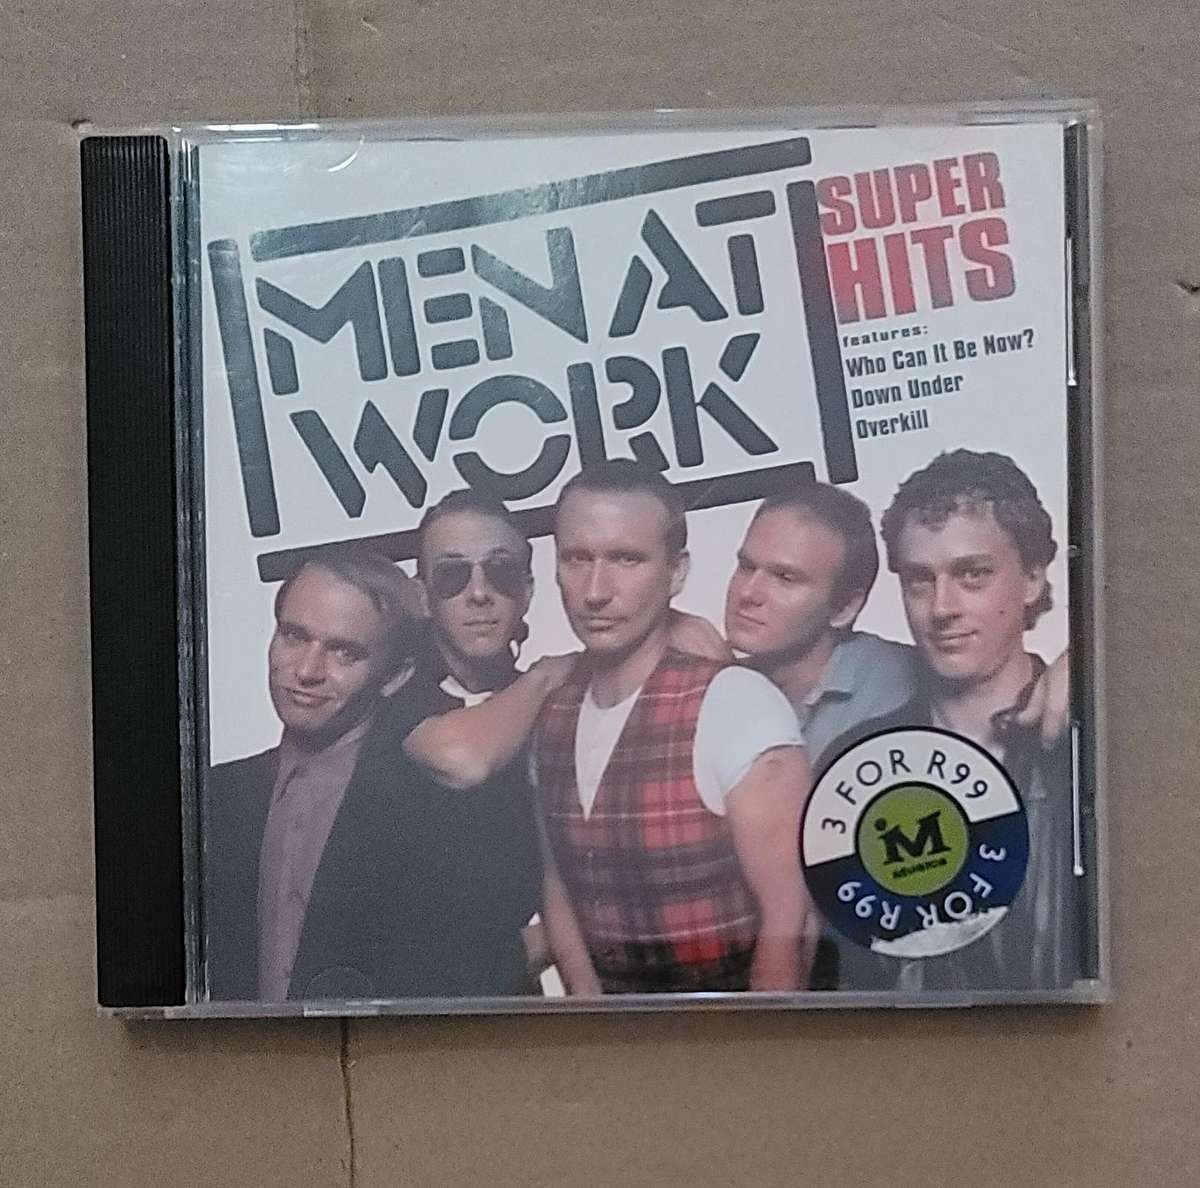 MEN AT
WORK
SUPER
HITS
features:
Who Can It Be Now?
Down Under
Overkill
3 FOR R99
M
MUSICA
3 FOR R99